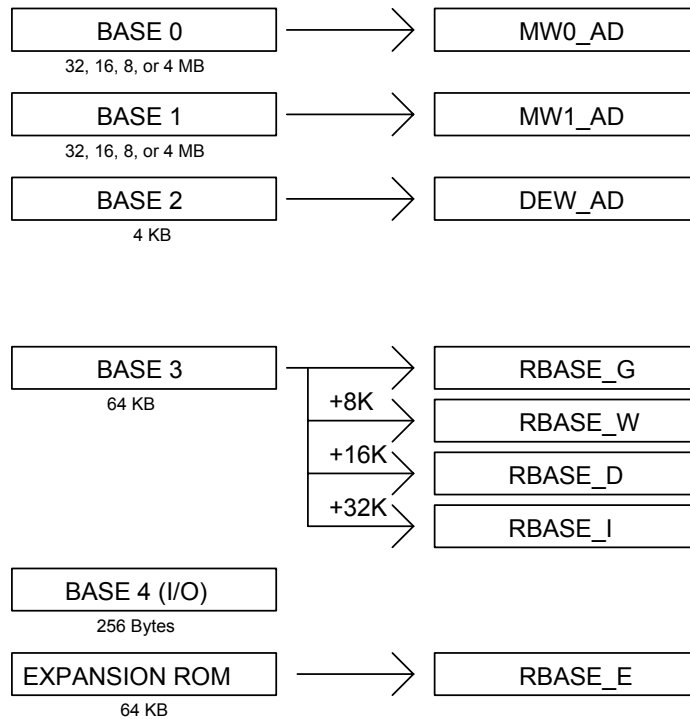 BASE 0 MW0_AD
32, 16, 8, or 4 MB
BASE 1 MW1_AD
32, 16, 8, or 4 MB
BASE 2 DEW_AD
4 KB
BASE 3 RBASE_G
64 KB
+8K RBASE_W
+16K RBASE_D
+32K RBASE_I
BASE 4 (I/O)
256 Bytes
EXPANSION ROM RBASE_E
64 KB